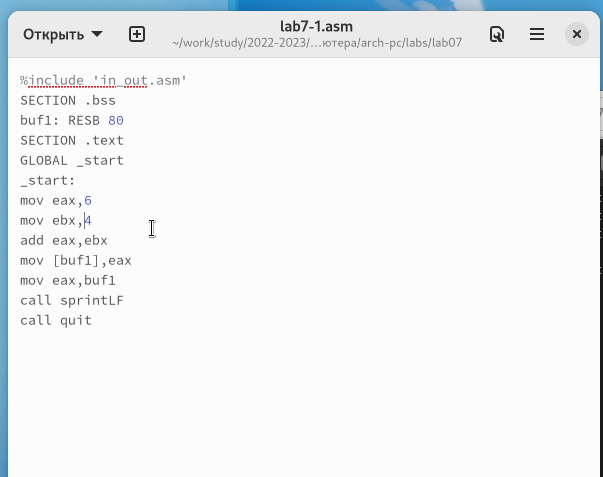 lab7-1.asm
Открыть
~/work/study/2022-2023/...ютера/arch-pc/labs/lab07
%include 'in_out.asm'
SECTION .bss
buf1: RESB 80
SECTION .text
GLOBAL _start
_start:
mov eax,6
mov ebx,4
add eax,ebx
mov [buf1],eax
mov eax,buf1
call sprintLF
call quit